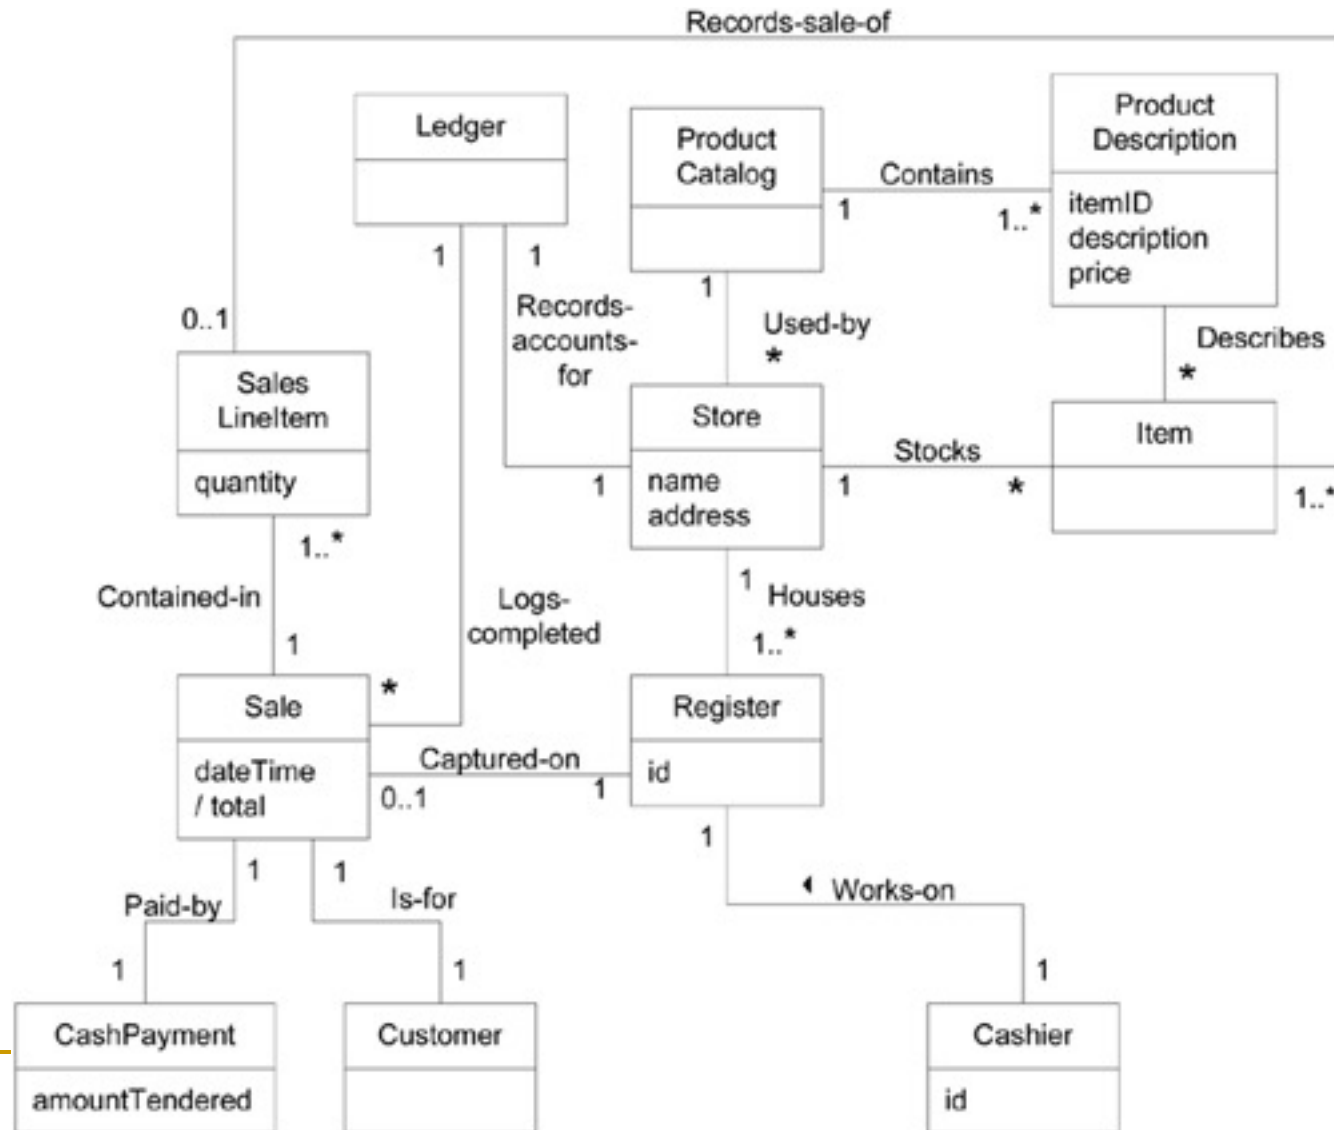 Records-sale-of
Ledger
Product
Catalog
Product
Description
itemID
description
price
Contains
1
1..*
1
1
1
Records-
accounts-
for
Used-by
*
Describes
*
0..1
Sales
LineItem
quantity
Store
name
address
Stocks
1
1
*
Item
1..*
1..*
Contained-in
1
Logs-
completed
1
Houses
1..*
Sale
dateTime
/ total
*
Captured-on
0..1
1
Register
id
1
1
1
Paid-by
Is-for
Works-on
1
1
1
CashPayment
amountTendered
Customer
Cashier
id